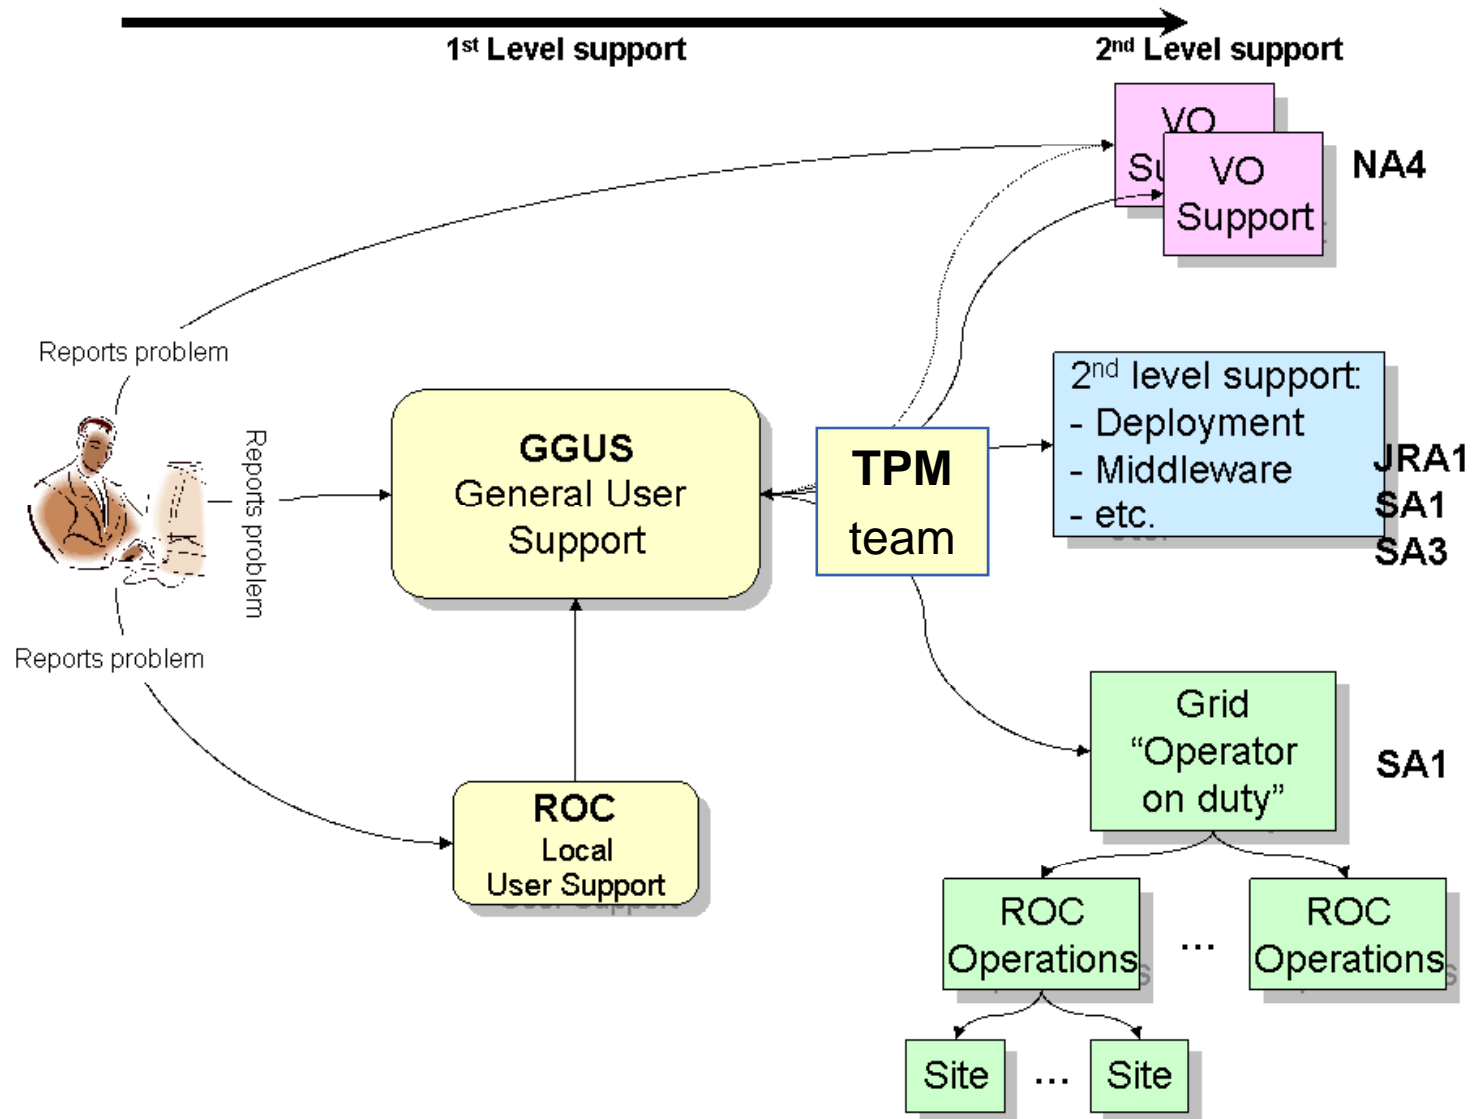 1st Level support
2nd Level support
VO
Su
VO
Support
NA4
Reports problem
Reports problem
Reports problem
GGUS
General User
Support
TPM
team
2nd level support:
- Deployment
- Middleware
- etc.
JRA1
SA1
SA3
ROC
Local
User Support
Grid
“Operator
on duty”
SA1
ROC
Operations
...
ROC
Operations
Site
...
Site